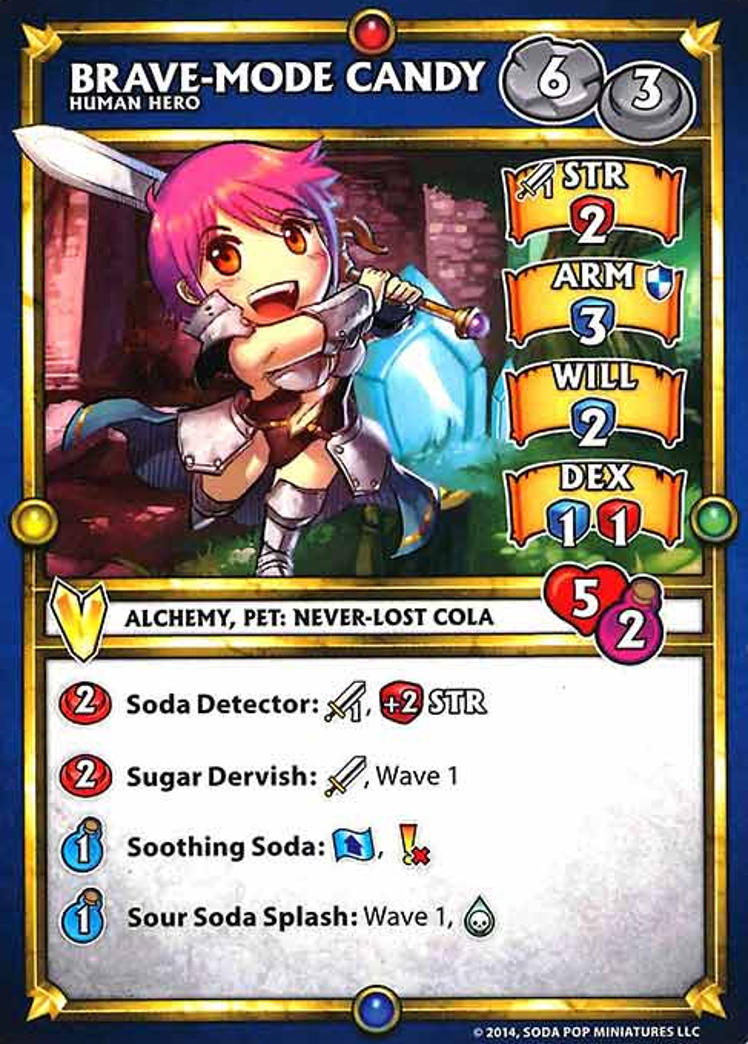 BRAVE-MODE CANDY 6 3
HUMAN HERO
1 STR
2
ARM
3
WILL
2
DEX
1 1
ALCHEMY, PET: NEVER-LOST COLA 5 2
2 Soda Detector: 1, +2 STR
2 Sugar Dervish: , Wave 1
1 Soothing Soda: , !
1 Sour Soda Splash: Wave 1,
© 2014, SODA POP MINIATURES LLC